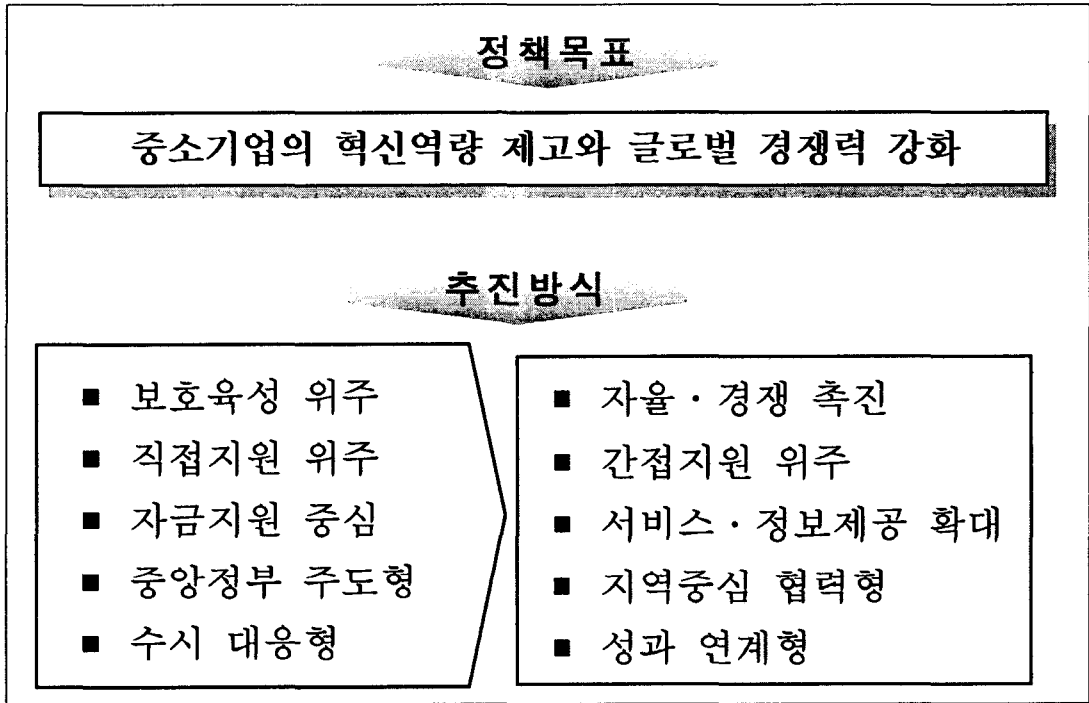 정책목표
중소기업의 혁신역량 제고와 글로벌 경쟁력 강화
추진방식
■ 보호육성 위주
■ 직접지원 위주
■ 자금지원 중심
■ 중앙정부 주도형
■ 수시 대응형
■ 자율·경쟁 촉진
■ 간접지원 위주
■ 서비스·정보제공 확대
■ 지역중심 협력형
■ 성과 연계형